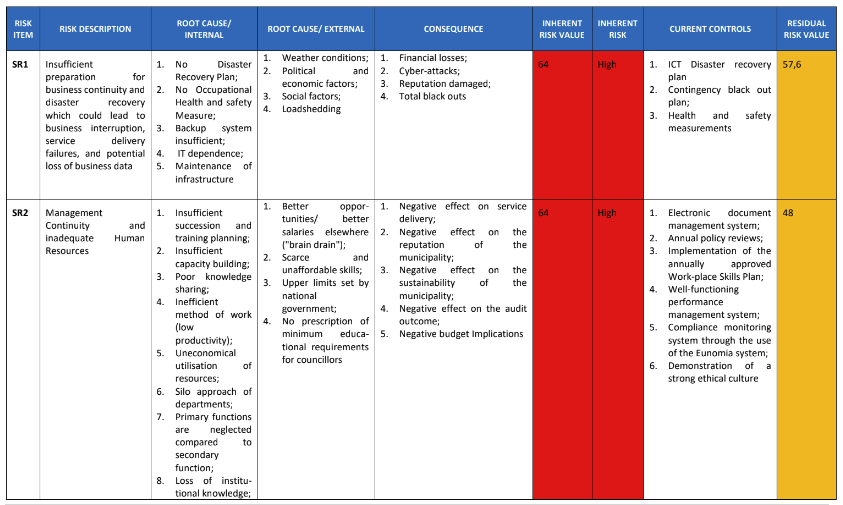 RISK ITEM
RISK DESCRIPTION
ROOT CAUSE/ INTERNAL
ROOT CAUSE/ EXTERNAL
CONSEQUENCE
INHERENT RISK VALUE
INHERENT RISK
CURRENT CONTROLS
RESIDUAL RISK VALUE
SR1
Insufficient
preparation for
business continuity and
disaster recovery
which could lead to
business interruption,
service delivery
failures, and potential
loss of business data
1. No Disaster
Recovery Plan;
2. No Occupational
Health and safety
Measure;
3. Backup system
insufficient;
4. IT dependence;
5. Maintenance of
infrastructure
1. Weather conditions;
2. Political and
economic factors;
3. Social factors;
4. Loadshedding
1. Financial losses;
2. Cyber-attacks;
3. Reputation damaged;
4. Total black outs
64
High
1. ICT Disaster recovery
plan
2. Contingency black out
plan;
3. Health and safety
measurements
57,6
SR2
Management
Continuity and
inadequate Human
Resources
1. Insufficient
succession and
training planning;
2. Insufficient
capacity building;
3. Poor knowledge
sharing;
4. Inefficient
method of work
(low
productivity);
5. Uneconomical
utilisation of
resources;
6. Silo approach of
departments;
7. Primary functions
are neglected
compared to
secondary
function;
8. Loss of institu-
tional knowledge;
1. Better oppor-
tunities/ better
salaries elsewhere
("brain drain");
2. Scarce and
unaffordable skills;
3. Upper limits set by
national
government;
4. No prescription of
minimum educa-
tional requirements
for councillors
1. Negative effect on service
delivery;
2. Negative effect on the
reputation of the
municipality;
3. Negative effect on the
sustainability of the
municipality;
4. Negative effect on the audit
outcome;
5. Negative budget Implications
64
High
1. Electronic document
management system;
2. Annual policy reviews;
3. Implementation of the
annually approved
Work-place Skills Plan;
4. Well-functioning
performance
management system;
5. Compliance monitoring
system through the use
of the Eunomia system;
6. Demonstration of a
strong ethical culture
48